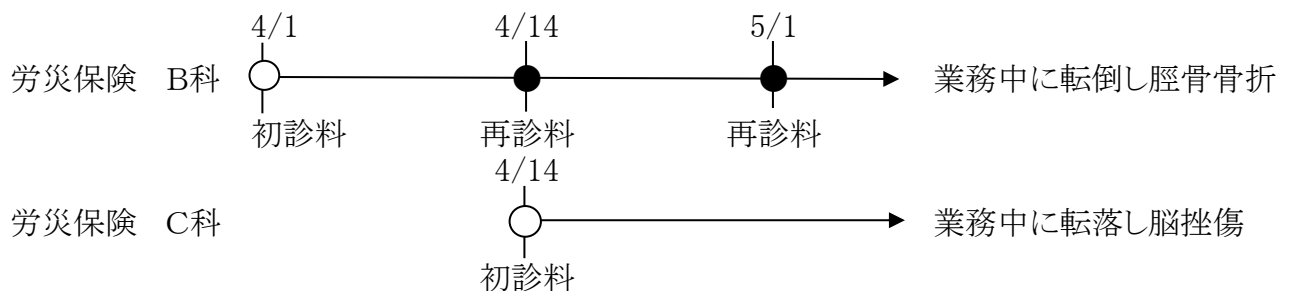 4/1 4/14 5/1
労災保険 B科 業務中に転倒し脛骨骨折
初診料 再診料 再診料
4/14
労災保険 C科 業務中に転落し脳挫傷
初診料